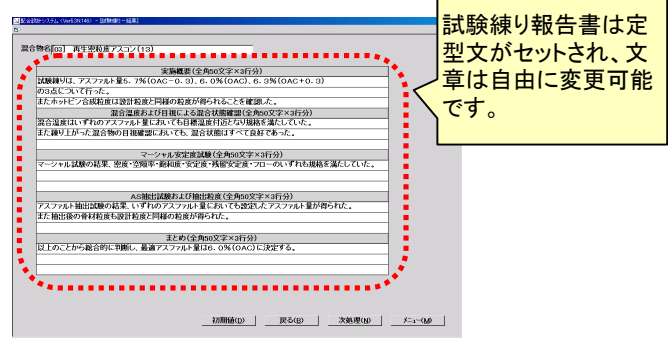 配合設計システム (Ver5.3N146) - [試験練り-結果]
混合物名[03] 再生密粒度アスコン(13)
実施概要(全角50文字×3行分)
試験練りは、アスファルト量5.7%(OAC-0.3)、6.0%(OAC)、6.3%(OAC+0.3)
の3点について行った。
またホットビン合成粒度は設計粒度と同様の粒度が得られることを確認した。
混合温度および目視による混合状態確認(全角50文字×3行分)
混合温度はいずれのアスファルト量においても目標温度付近となり規格を満たしていた。
また練り上がった混合物の目視確認においても、混合状態はすべて良好であった。
マーシャル安定度試験(全角50文字×3行分)
マーシャル試験の結果、密度・空隙率・飽和度・安定度・残留安定度・フローのいずれも規格を満たしていた。
AS抽出試験および抽出粒度(全角50文字×3行分)
アスファルト抽出試験の結果、いずれのアスファルト量においても設定したアスファルト量が得られた。
また抽出後の骨材粒度も設計粒度と同様の粒度が得られた。
まとめ(全角50文字×3行分)
以上のことから総合的に判断し、最適アスファルト量は6.0%(OAC)に決定する。
初期値(D) 戻る(B) 次処理(N) メニュー(M)
試験練り報告書は定
型文がセットされ、文
章は自由に変更可能
です。